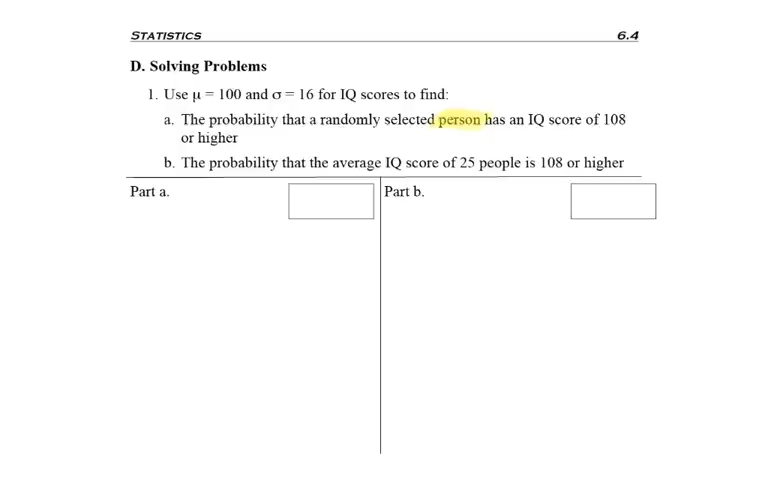 STATISTICS 6.4
D. Solving Problems
1. Use μ = 100 and σ = 16 for IQ scores to find:
a. The probability that a randomly selected person has an IQ score of 108
or higher
b. The probability that the average IQ score of 25 people is 108 or higher
Part a. Part b.